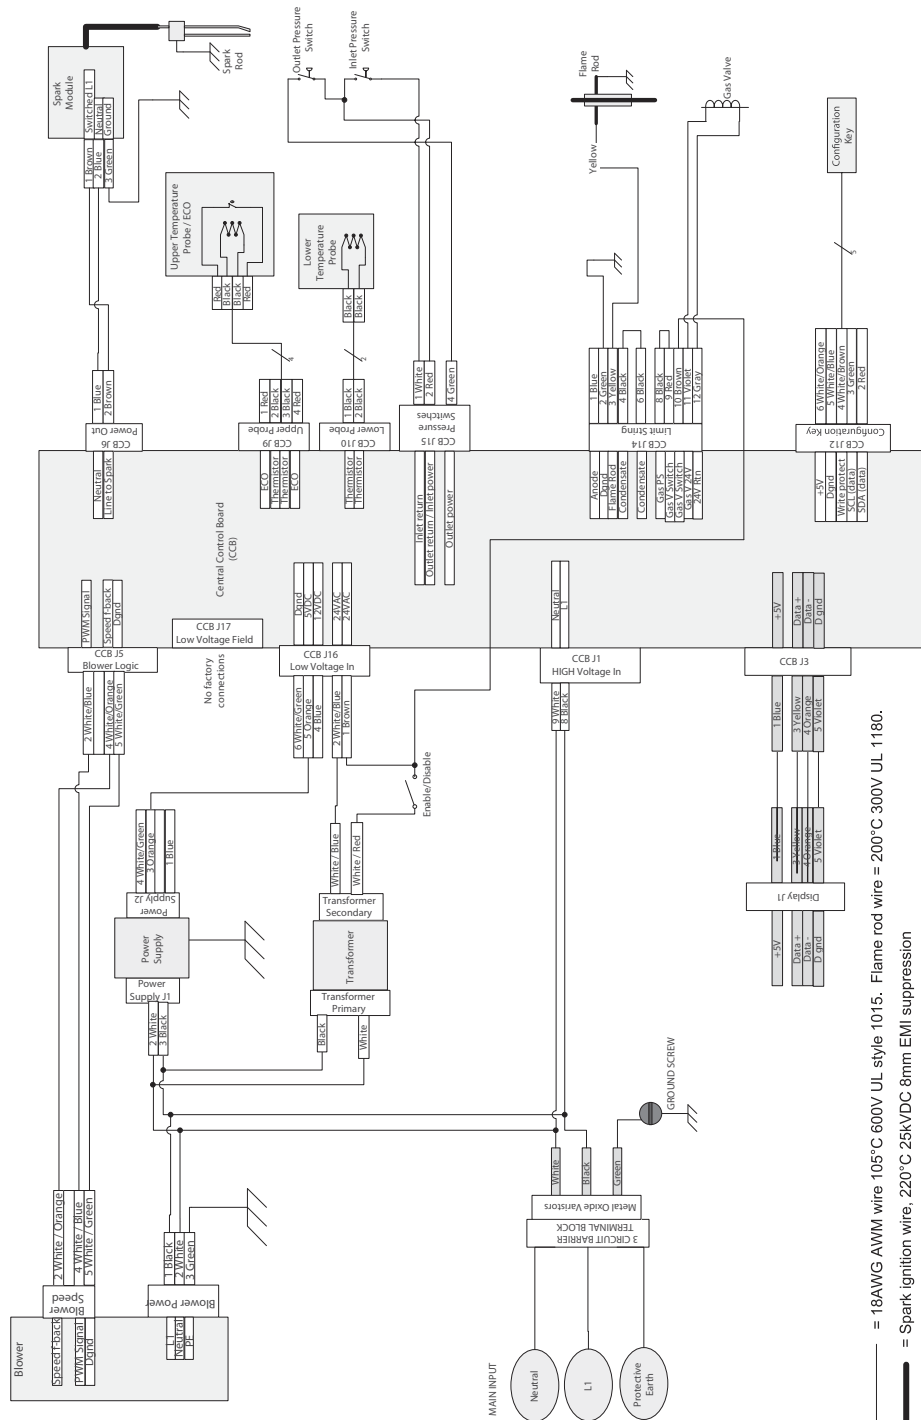 Spark
Module
Switched L1
Neutral
Ground
1 Brown
2 Blue
3 Green
Spark
Rod
Outlet Pressure
Switch
Inlet Pressure
Switch
Flame
Rod
Yellow
Gas Valve
Configuration
Key
5
Upper Temperature
Probe / ECO
Red
Black
Black
Red
4
Lower
Temperature
Probe
Black
Black
2
1 Blue
2 Brown
CCB J6
Power Out
Neutral
Line to Spark
1 Red
2 Black
3 Black
4 Red
CCB J9
Upper Probe
ECO
Thermistor
Thermistor
ECO
1 Black
2 Black
CCB J10
Lower Probe
Thermistor
Thermistor
1 White
2 Red
4 Green
CCB J15
Pressure
Switches
Inlet return
Outlet return / Inlet power
Outlet power
1 Blue
2 Green
3 Yellow
4 Black
6 Black
8 Black
9 Red
10 Brown
11 Violet
12 Gray
CCB J14
Limit String
Anode
Dgnd
Flame Rod
Condensate
Condensate
Gas PS
Gas V Switch
Gas V Switch
Gas V 24V
24V Rtn
6 White/Orange
5 White/Blue
4 White/Brown
3 Green
2 Red
CCB J12
Configuration Key
+5V
Dgnd
Write protect
SCL (data)
SDA (data)
Central Control Board
(CCB)
PWM Signal
Speed f-back
Dgnd
CCB J5
Blower Logic
2 White/Blue
4 White/Orange
5 White/Green
CCB J17
Low Voltage Field
No factory
connections
Dgnd
5VDC
12VDC
24VAC
24VAC
CCB J16
Low Voltage In
6 White/Green
5 Orange
4 Blue
2 White/Blue
1 Brown
Neutral
L1
CCB J1
HIGH Voltage In
9 White
8 Black
+5V
Data +
Data -
D gnd
CCB J3
1 Blue
3 Yellow
4 Orange
5 Violet
1 Blue
3 Yellow
4 Orange
5 Violet
Display J1
+5V
Data +
Data -
D gnd
Enable/Disable
4 White/Green
3 Orange
1 Blue
Power
Supply J2
Power
Supply
Power
Supply J1
2 White
3 Black
White / Blue
White / Red
Transformer
Secondary
Transformer
Transformer
Primary
Black
White
GROUND SCREW
White
Black
Green
Metal Oxide Varistors
3 CIRCUIT BARRIER
TERMINAL BLOCK
MAIN INPUT
Neutral
L1
Protective
Earth
2 White / Orange
4 White / Blue
5 White / Green
Blower
Speed
Speed f-back
PWM Signal
Dgnd
1 Black
2 White
3 Green
Blower Power
L1
Neutral
PE
Blower
= 18AWG AWM wire 105°C 600V UL style 1015. Flame rod wire = 200°C 300V UL 1180.
= Spark ignition wire, 220°C 25kVDC 8mm EMI suppression